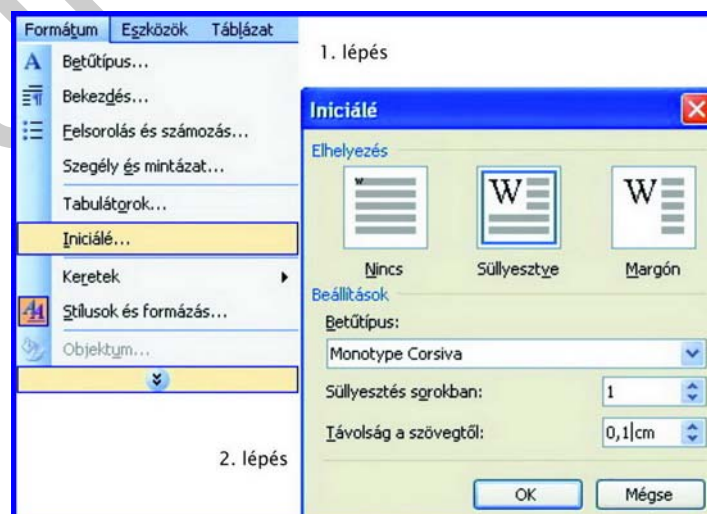 Formátum Eszközök Táblázat
Betűtípus...
Bekezdés...
Felsorolás és számozás...
Szegély és mintázat...
Tabulátorok...
Iniciálé...
Keretek
Stílusok és formázás...
Objektum...
2. lépés
1. lépés
Iniciálé
Elhelyezés
W W W
Nincs Süllyesztve Margón
Beállítások
Betűtípus:
Monotype Corsiva
Süllyesztés sorokban: 1
Távolság a szövegtől: 0,1 cm
OK Mégse